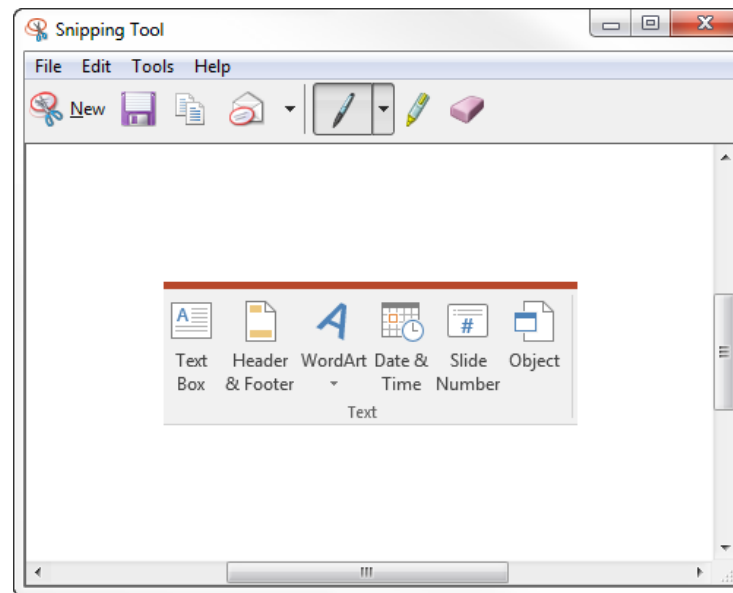 Snipping Tool
File Edit Tools Help
New
A
A
#
Text Header WordArt Date & Slide Object
Box & Footer Time Number
Text